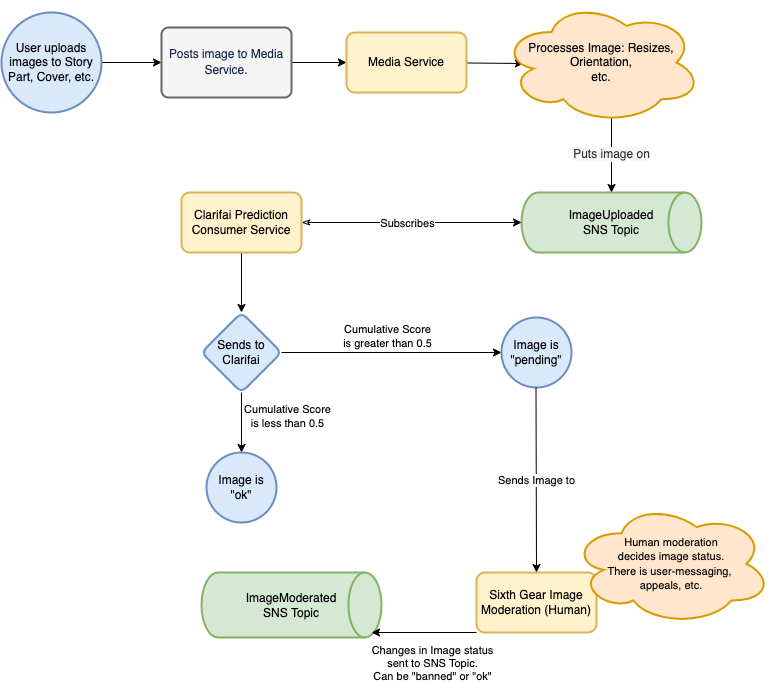 User uploads
images to Story
Part, Cover, etc.
Posts image to Media
Service.
Media Service
Processes Image: Resizes,
Orientation,
etc.
Puts image on
Clarifai Prediction
Consumer Service
Subscribes
ImageUploaded
SNS Topic
Sends to
Clarifai
Cumulative Score
is greater than 0.5
Image is
"pending"
Cumulative Score
is less than 0.5
Image is
"ok"
Sends Image to
Human moderation
decides image status.
There is user-messaging,
appeals, etc.
ImageModerated
SNS Topic
Sixth Gear Image
Moderation (Human)
Changes in Image status
sent to SNS Topic.
Can be "banned" or "ok"